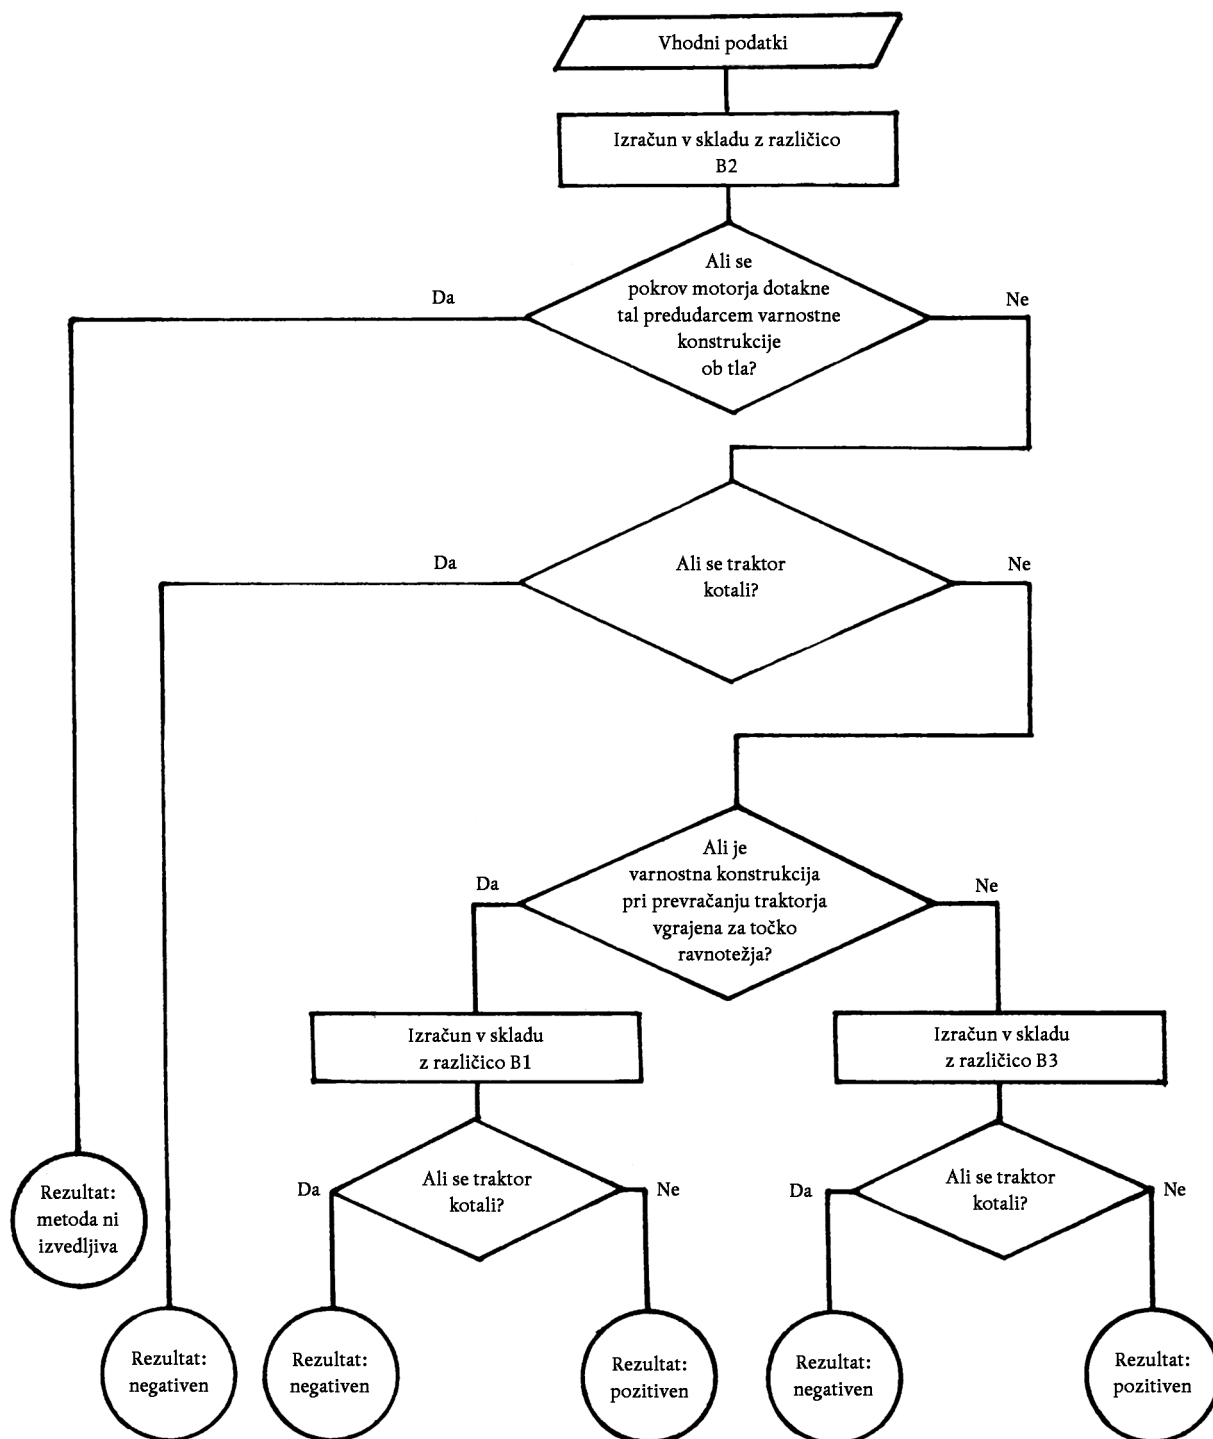 Vhodni podatki
Izračun v skladu z različico
B2
Ali se
pokrov motorja dotakne
tal predudarcem varnostne
konstrukcije
ob tla?
Da
Ne
Ali se traktor
kotali?
Da
Ne
Ali je
varnostna konstrukcija
pri prevračanju traktorja
vgrajena za točko
ravnotežja?
Da
Ne
Izračun v skladu
z različico B1
Izračun v skladu
z različico B3
Ali se traktor
kotali?
Da
Ne
Ali se traktor
kotali?
Da
Ne
Rezultat:
metoda ni
izvedljiva
Rezultat:
negativen
Rezultat:
negativen
Rezultat:
pozitiven
Rezultat:
negativen
Rezultat:
pozitiven